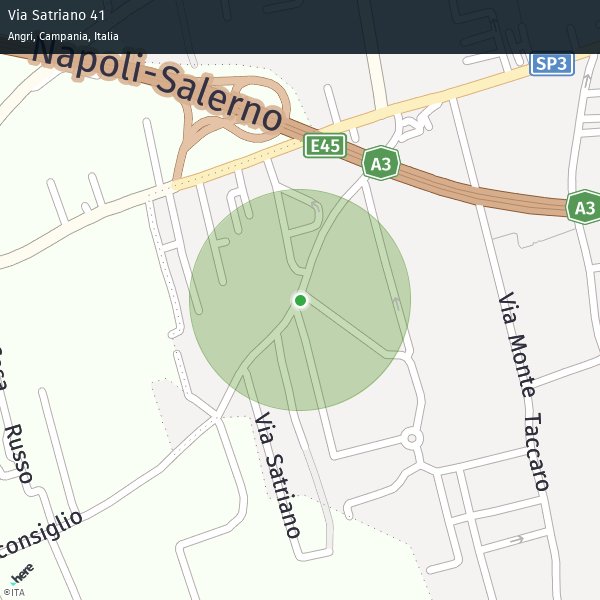 Via Satriano 41
Angri, Campania, Italia
Napoli-Salerno
SP3
E45
A3
A3
Via Monte Taccaro
Russo
Via Satriano
here
©ITA